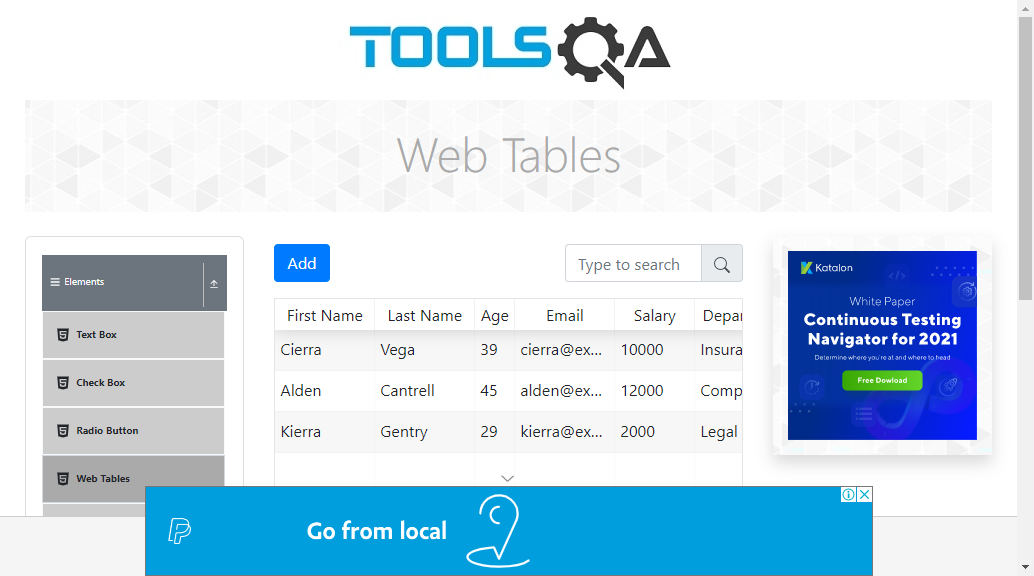 TOOLSQA
Web Tables
Elements
Text Box
Check Box
Radio Button
Web Tables
Add
Type to search
First Name Last Name Age Email Salary Depar
Cierra Vega 39 cierra@ex... 10000 Insura
Alden Cantrell 45 alden@ex... 12000 Comp
Kierra Gentry 29 kierra@ex... 2000 Legal
Katalon
White Paper
Continuous Testing
Navigator for 2021
Determine where you're at and where to head
Free Dowload
Go from local